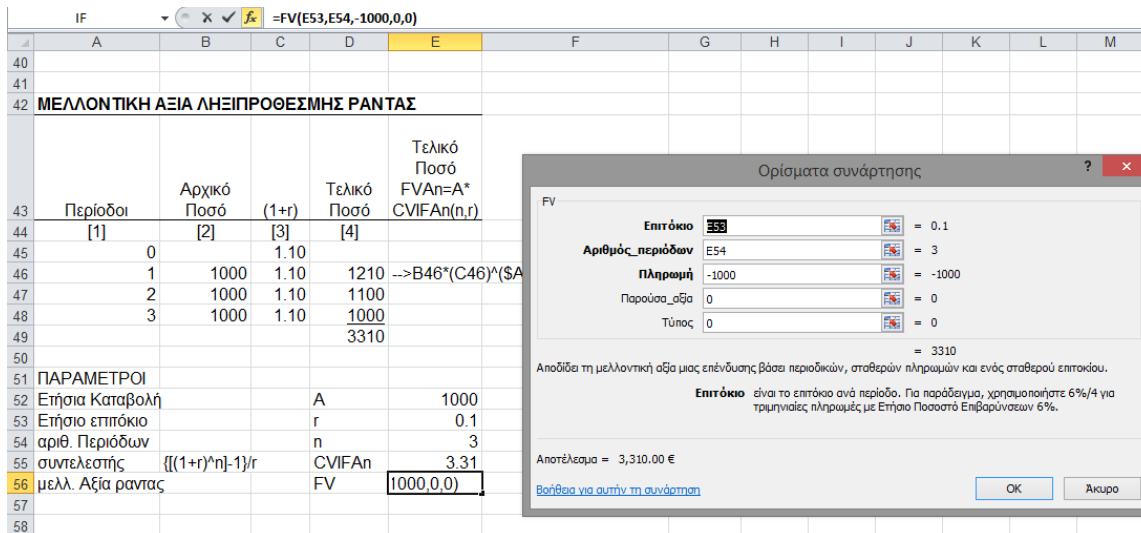 IF =FV(E53,E54,-1000,0,0)
A B C D E F G H I J K L M
40
41
42 ΜΕΛΛΟΝΤΙΚΗ ΑΞΙΑ ΛΗΞΙΠΡΟΘΕΣΜΗΣ ΡΑΝΤΑΣ
Τελικό
Ποσό
Αρχικό Τελικό FVAn=A*
43 Περίοδοι Ποσό (1+r) Ποσό CVIFAn(n,r)
44 [1] [2] [3] [4]
45 0 1.10
46 1 1000 1.10 1210 -->B46*(C46)^($A
47 2 1000 1.10 1100
48 3 1000 1.10 1000
49 3310
50
51 ΠΑΡΑΜΕΤΡΟΙ
52 Ετήσια Καταβολή A 1000
53 Ετήσιο επιτόκιο r 0.1
54 αριθ. Περιόδων n 3
55 συντελεστής {[(1+r)^n]-1}/r CVIFAn 3.31
56 μελλ. Αξία ραντας FV 1000,0,0)
57
58
Ορίσματα συνάρτησης
FV
Επιτόκιο E53 = 0.1
Αριθμός_περιόδων E54 = 3
Πληρωμή -1000 = -1000
Παρούσα_αξία 0 = 0
Τύπος 0 = 0
= 3310
Αποδίδει τη μελλοντική αξία μιας επένδυσης βάσει περιοδικών, σταθερών πληρωμών και ενός σταθερού επιτοκίου.
Επιτόκιο είναι το επιτόκιο ανά περίοδο. Για παράδειγμα, χρησιμοποιήστε 6%/4 για
τριμηνιαίες πληρωμές με Ετήσιο Ποσοστό Επιβαρύνσεων 6%.
Αποτέλεσμα = 3,310.00 €
Βοήθεια για αυτήν τη συνάρτηση
OK
Άκυρο